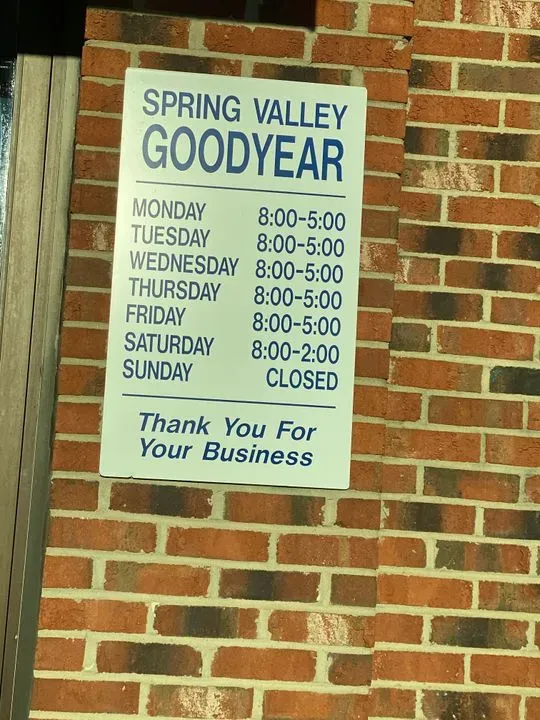 SPRING VALLEY
GOODYEAR
MONDAY 8:00-5:00
TUESDAY 8:00-5:00
WEDNESDAY 8:00-5:00
THURSDAY 8:00-5:00
FRIDAY 8:00-5:00
SATURDAY 8:00-2:00
SUNDAY CLOSED
Thank You For
Your Business